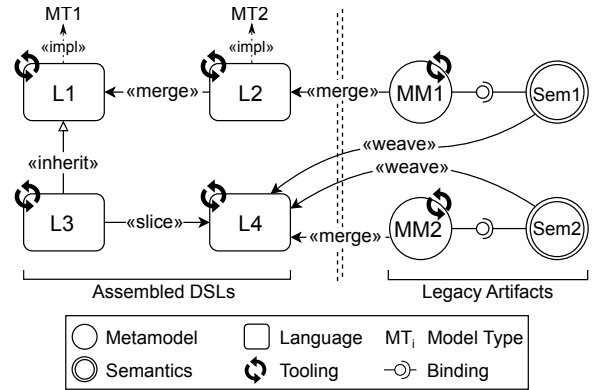 MT1 MT2
«impl» «impl»
L1 «merge» L2 «merge» MM1 Sem1
«weave»
«inherit» «weave»
L3 «slice» L4 MM2 Sem2
«merge»
Assembled DSLs Legacy Artifacts
Metamodel Language MTi Model Type
Semantics Tooling Binding